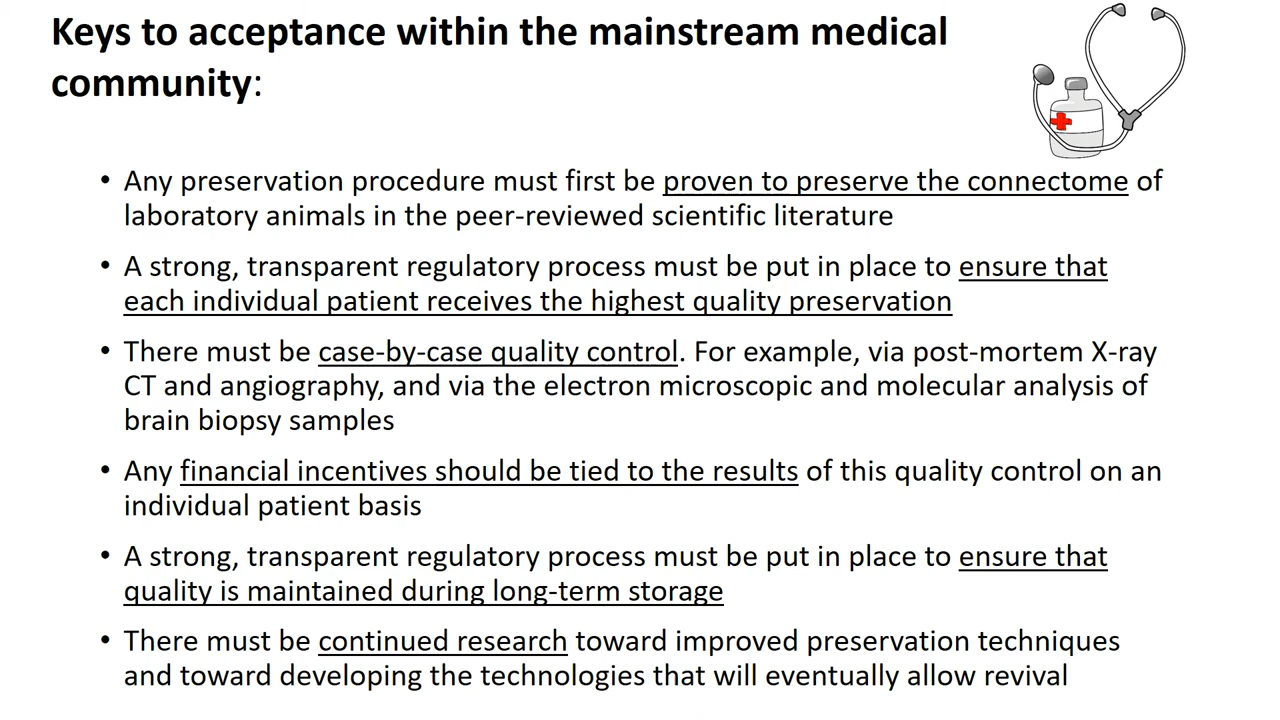 Keys to acceptance within the mainstream medical
community:
• Any preservation procedure must first be proven to preserve the connectome of
laboratory animals in the peer-reviewed scientific literature
• A strong, transparent regulatory process must be put in place to ensure that
each individual patient receives the highest quality preservation
• There must be case-by-case quality control. For example, via post-mortem X-ray
CT and angiography, and via the electron microscopic and molecular analysis of
brain biopsy samples
• Any financial incentives should be tied to the results of this quality control on an
individual patient basis
• A strong, transparent regulatory process must be put in place to ensure that
quality is maintained during long-term storage
• There must be continued research toward improved preservation techniques
and toward developing the technologies that will eventually allow revival